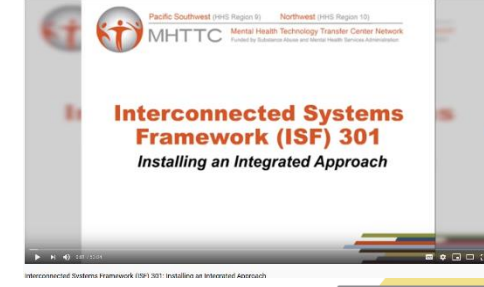 Pacific Southwest (HHS Region 9) Northwest (HHS Region 10)
MHTTC Mental Health Technology Transfer Center Network
Funded by Substance Abuse and Mental Health Services Administration
Interconnected Systems
Framework (ISF) 301
Installing an Integrated Approach
Interconnected Systems Framework (ISF) 301: Installing an Integrated Approach